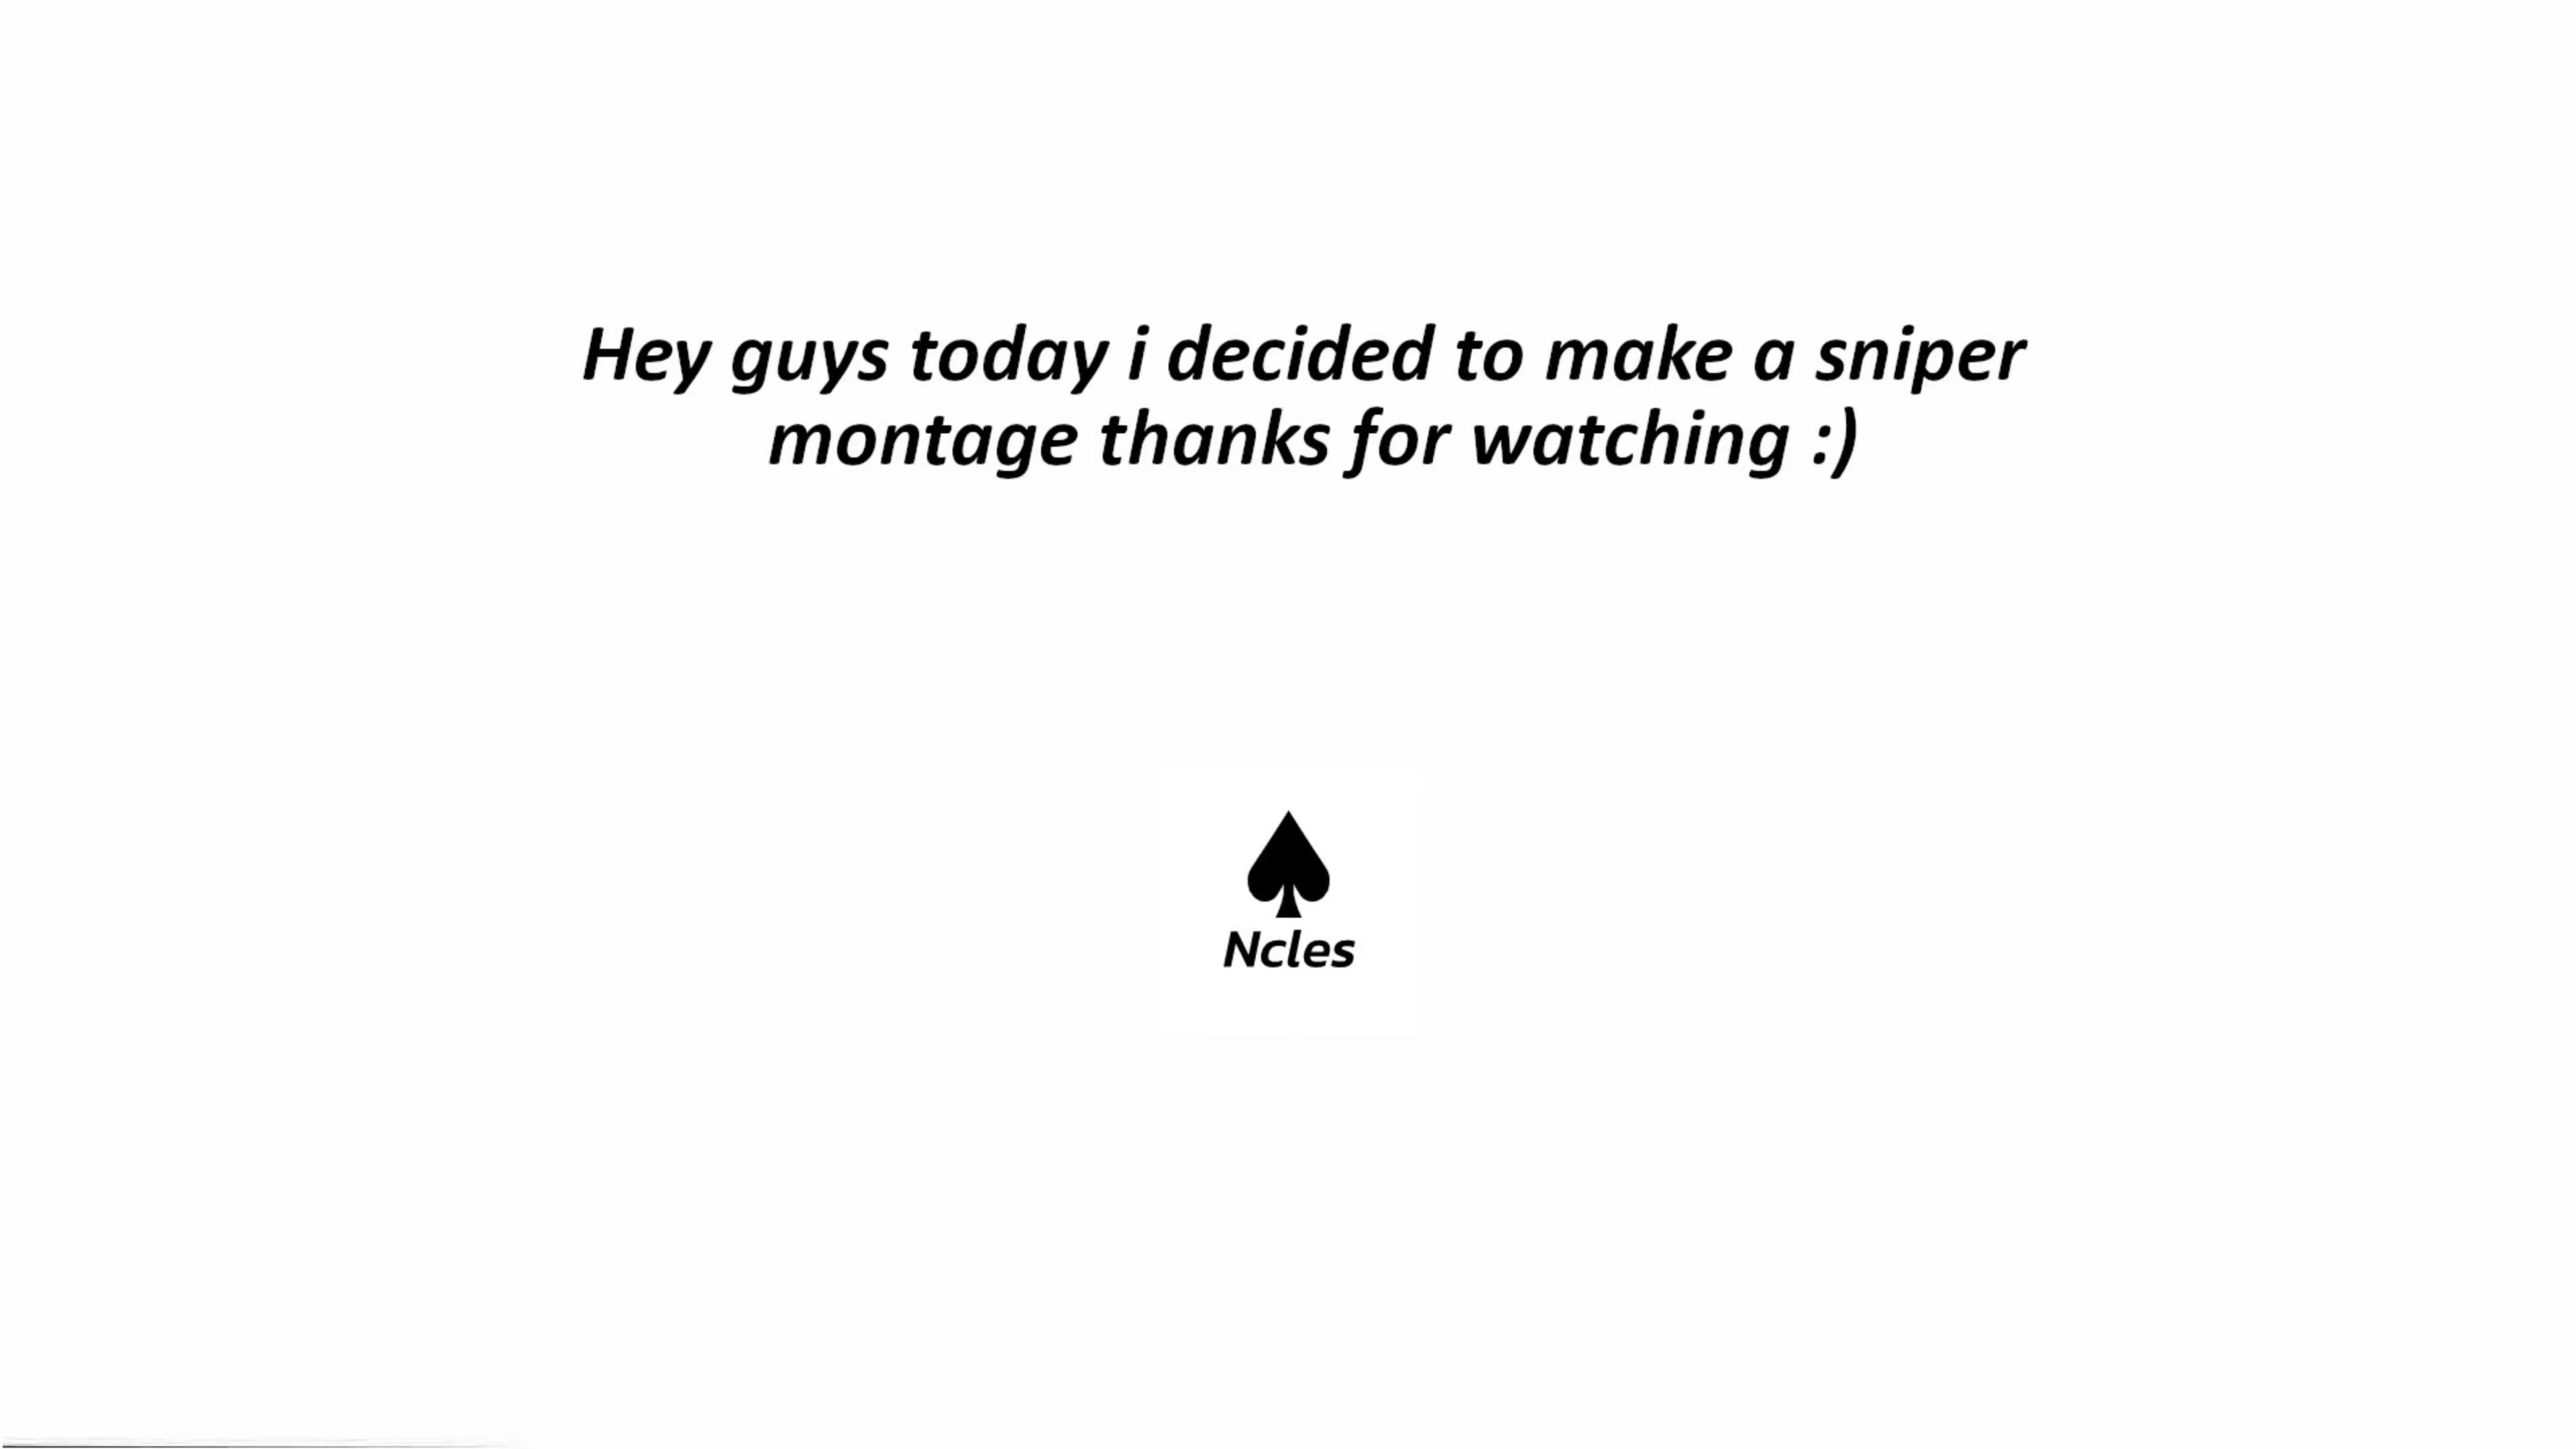 Hey guys today i decided to make a sniper
montage thanks for watching :)
Ncles